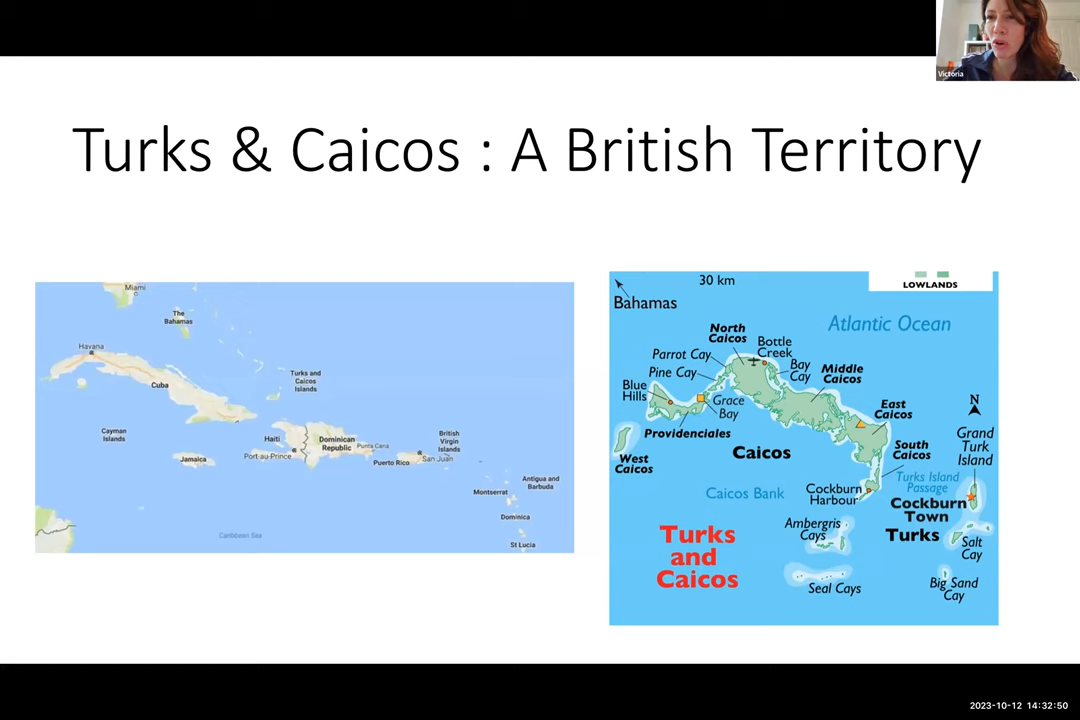 Victoria
Turks & Caicos : A British Territory
Miami
The
Bahamas
Havana
Cuba
Turks and
Caicos
Islands
Cayman
Islands
Haiti
Dominican
Republic
Punta Cana
Port-au-Prince
Jamaica
Puerto Rico
San Juan
British
Virgin
Islands
Antigua and
Barbuda
Montserrat
Dominica
St Lucia
Caribbean Sea
30 km
LOWLANDS
Bahamas
Atlantic Ocean
North
Caicos
Bottle
Creek
Parrot Cay
Pine Cay
Bay
Cay
Middle
Caicos
Blue
Hills
Grace
Bay
East
Caicos
N
Providenciales
Grand
Turk
Island
West
Caicos
Caicos
South
Caicos
Turks Island
Passage
Caicos Bank
Cockburn
Harbour
Cockburn
Town
Ambergris
Cays
Turks
Salt
Cay
Turks
and
Caicos
Seal Cays
Big Sand
Cay
2023-10-12 14:32:50